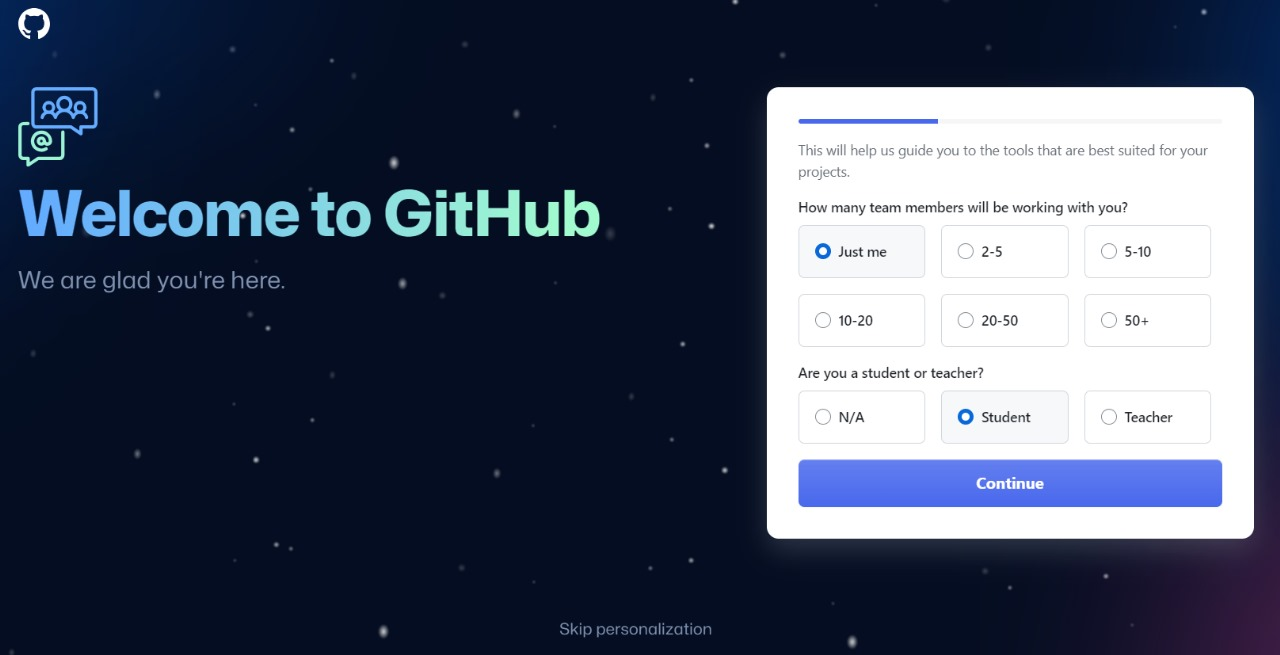 @
Welcome to GitHub
We are glad you're here.
This will help us guide you to the tools that are best suited for your
projects.
How many team members will be working with you?
Just me
2-5
5-10
10-20
20-50
50+
Are you a student or teacher?
N/A
Student
Teacher
Continue
Skip personalization